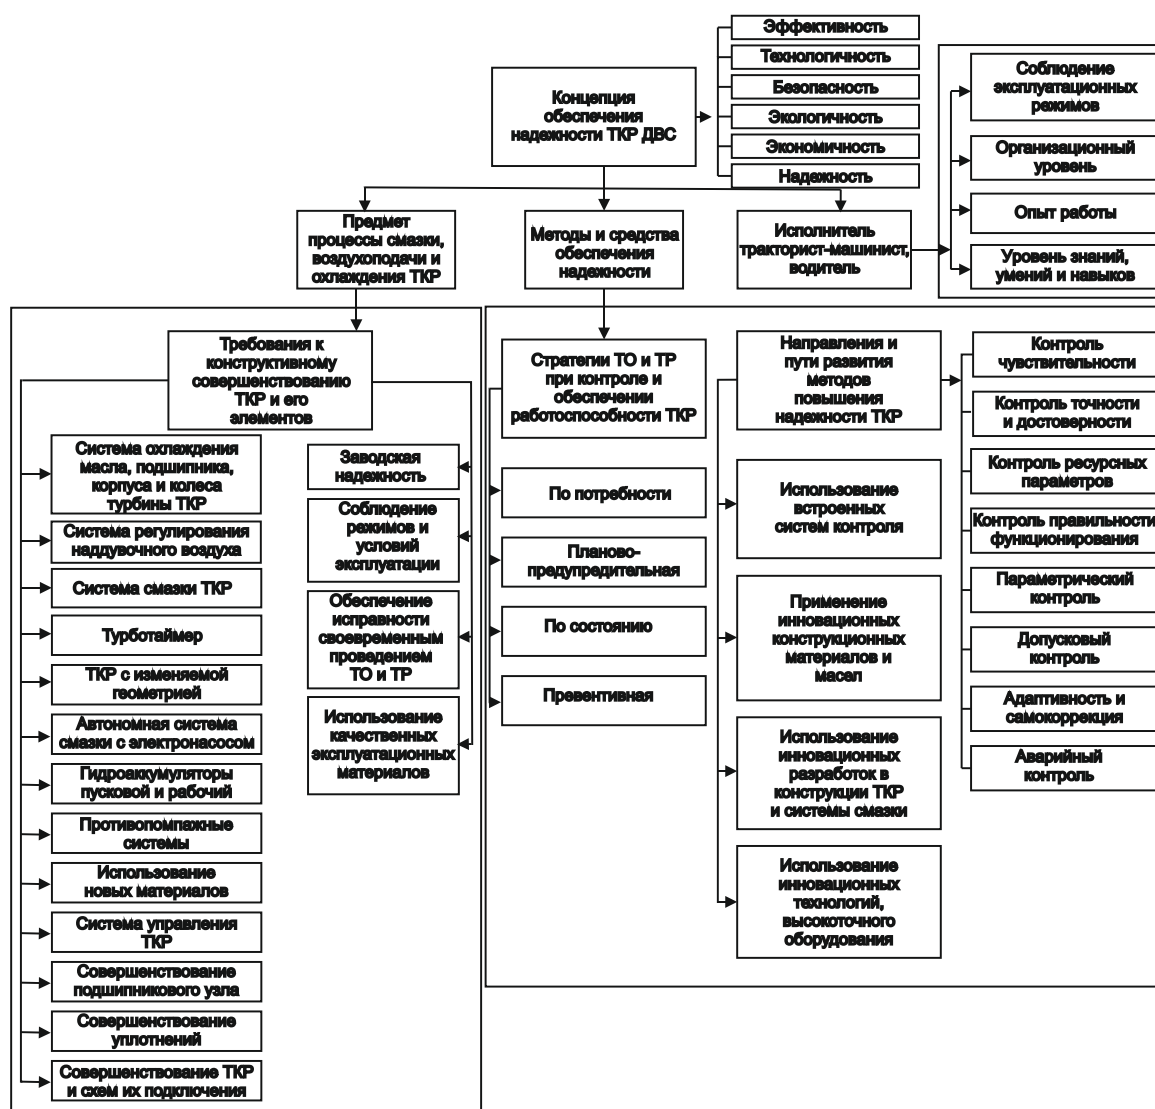 Концепция
обеспечения
надежности ТКР ДВС
Эффективность
Технологичность
Безопасность
Экологичность
Экономичность
Надежность
Соблюдение
эксплуатационных
режимов
Организационный
уровень
Опыт работы
Уровень знаний,
умений и навыков
Предмет
процессы смазки,
воздухоподачи и
охлаждения ТКР
Методы и средства
обеспечения
надежности
Исполнитель
тракторист-машинист,
водитель
Требования к
конструктивному
совершенствованию
ТКР и его
элементов
Система охлаждения
масла, подшипника,
корпуса и колеса
турбины ТКР
Система регулирования
наддувочного воздуха
Система смазки ТКР
Турботаймер
ТКР с изменяемой
геометрией
Автономная система
смазки с электронасосом
Гидроаккумуляторы
пусковой и рабочий
Противопомпажные
системы
Использование
новых материалов
Система управления
ТКР
Совершенствование
подшипникового узла
Совершенствование
уплотнений
Совершенствование ТКР
и схем их подключения
Заводская
надежность
Соблюдение
режимов и
условий
эксплуатации
Обеспечение
исправности
своевременным
проведением
ТО и ТР
Использование
качественных
эксплуатационных
материалов
Стратегии ТО и ТР
при контроле и
обеспечении
работоспособности ТКР
По потребности
Планово-
предупредительная
По состоянию
Превентивная
Направления и
пути развития
методов
повышения
надежности ТКР
Использование
встроенных
систем контроля
Применение
инновационных
конструкционных
материалов и
масел
Использование
инновационных
разработок в
конструкции ТКР
и системы смазки
Использование
инновационных
технологий,
высокоточного
оборудования
Контроль
чувствительности
Контроль точности
и достоверности
Контроль ресурсных
параметров
Контроль правильности
функционирования
Параметрический
контроль
Допусковый
контроль
Адаптивность и
самокоррекция
Аварийный
контроль